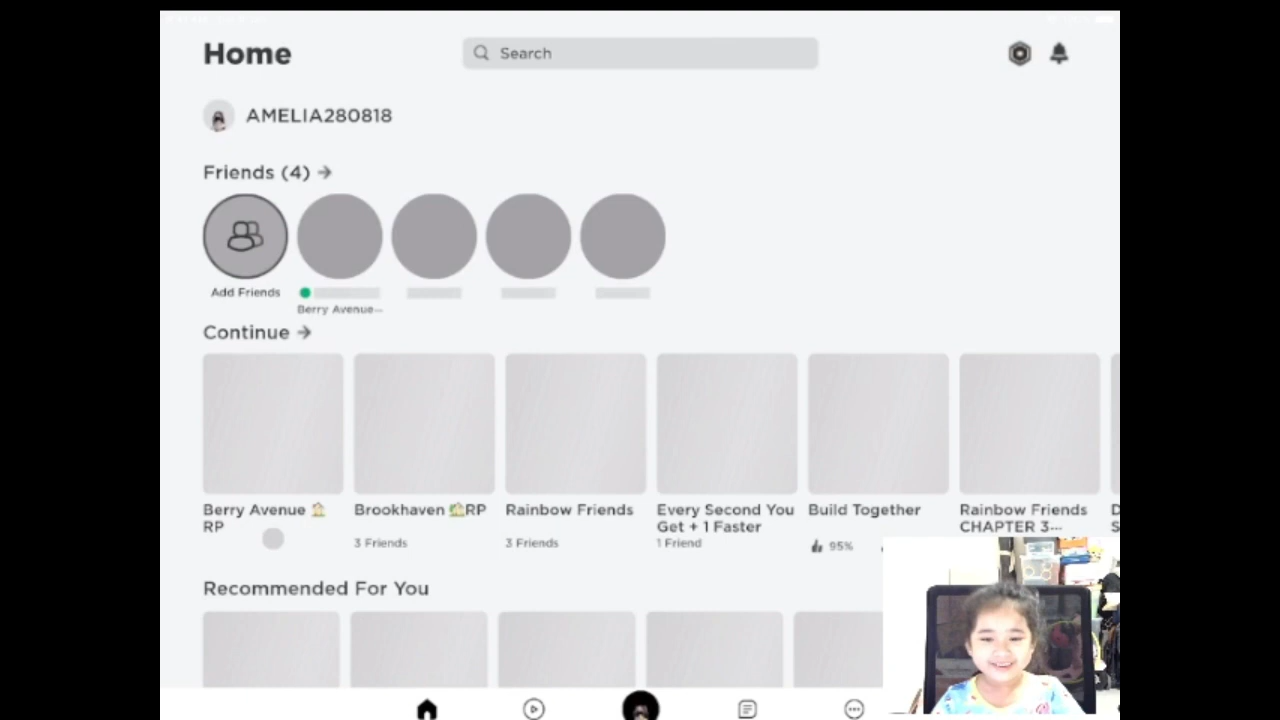 Home
Search
AMELIA280818
Friends (4) →
Add Friends
Berry Avenue...
Continue →
Berry Avenue 🏠
RP
Brookhaven 🏡RP
3 Friends
Rainbow Friends
3 Friends
Every Second You
Get + 1 Faster
1 Friend
Build Together
95%
Rainbow Friends
CHAPTER 3...
D
S
Recommended For You